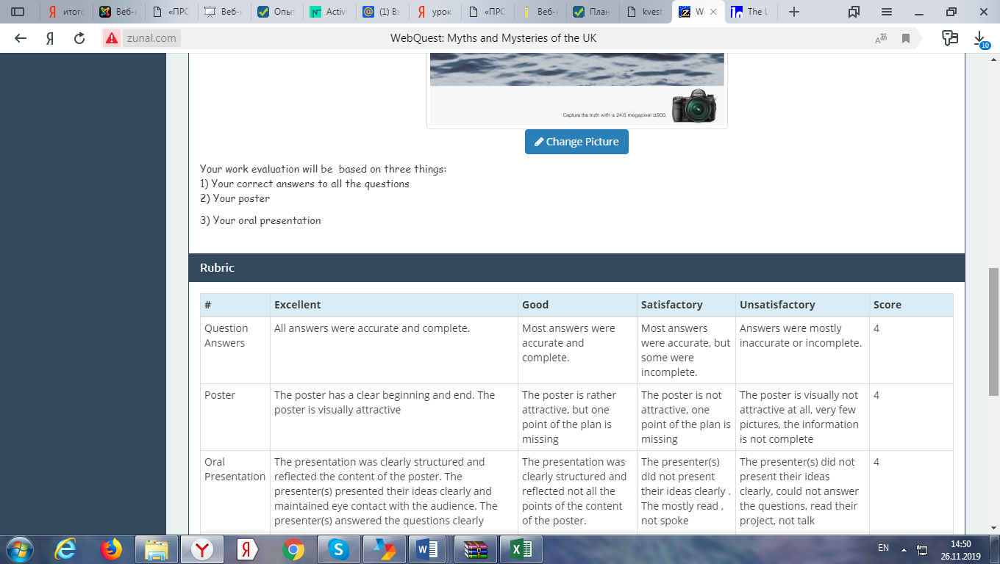 итогс
Веб-к
«ПРС
Веб-к
Опыт
Activi
(1) Вх
урок
«ПРС
Веб-к
План
kvest
W
The L
zunal.com
WebQuest: Myths and Mysteries of the UK
10
Capture the truth with a 24,6 megapixel α900.
Change Picture
Your work evaluation will be based on three things:
1) Your correct answers to all the questions
2) Your poster
3) Your oral presentation
Rubric
# Excellent Good Satisfactory Unsatisfactory Score
Question All answers were accurate and complete. Most answers were Most answers Answers were mostly 4
Answers accurate and were accurate, but inaccurate or incomplete.
complete. some were
incomplete.
Poster The poster has a clear beginning and end. The The poster is rather The poster is not The poster is visually not 4
poster is visually attractive attractive, but one attractive, one attractive at all, very few
point of the plan is point of the plan is pictures, the information
missing missing is not complete
Oral The presentation was clearly structured and The presentation was The presenter(s) The presenter(s) did not 4
Presentation reflected the content of the poster. The clearly structured and did not present present their ideas
presenter(s) presented their ideas clearly and reflected not all the their ideas clearly . clearly, could not answer
maintained eye contact with the audience. The points of the content The mostly read , the questions, read their
presenter(s) answered the questions clearly of the poster. not spoke project, not talk
EN 14:50
26.11.2019